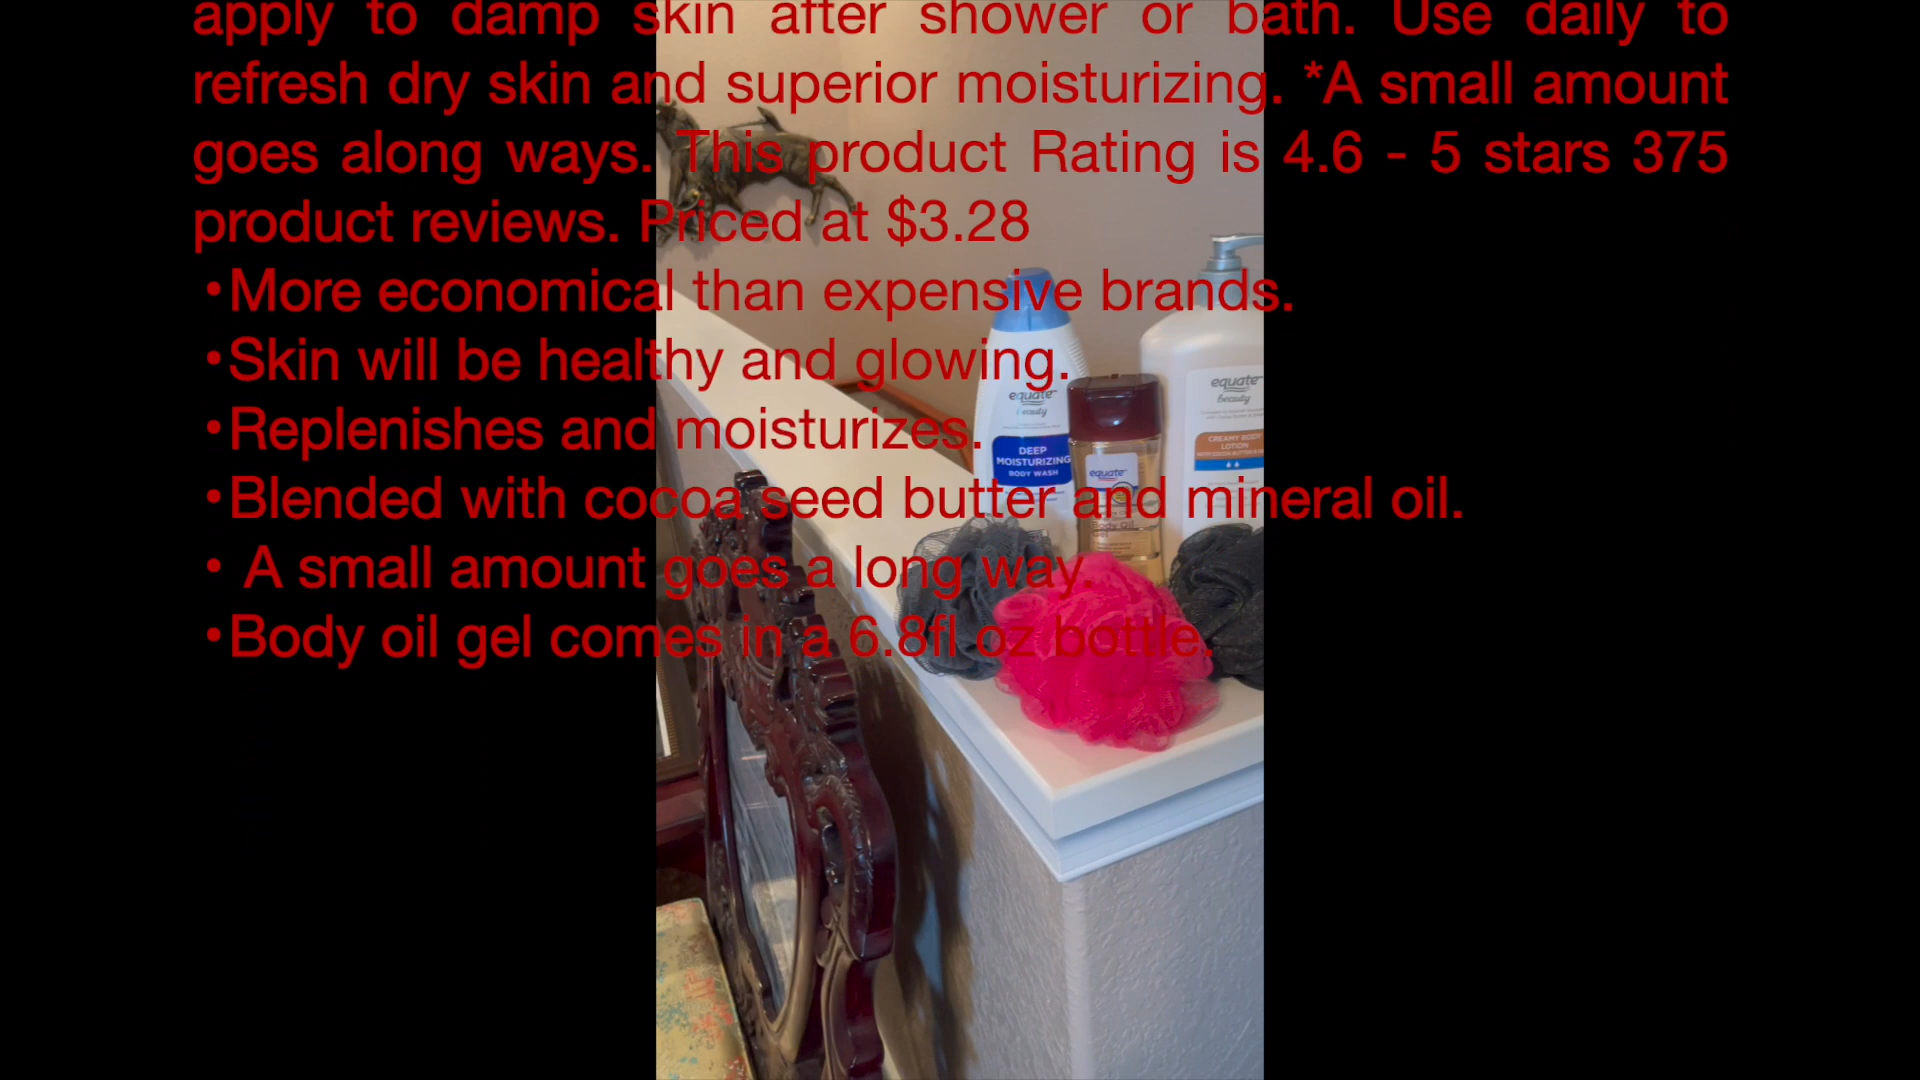 apply to damp skin after shower or bath. Use daily to
refresh dry skin and superior moisturizing. *A small amount
goes along ways. This product Rating is 4.6 - 5 stars 375
product reviews. Priced at $3.28
•More economical than expensive brands.
•Skin will be healthy and glowing.
•Replenishes and moisturizes.
•Blended with cocoa seed butter and mineral oil.
• A small amount goes a long way.
•Body oil gel comes in a 6.8fl oz bottle.
equate
beauty
DEEP
MOISTURIZING
BODY WASH
equate
Body Oil
equate
beauty
CREAMY BODY
LOTION